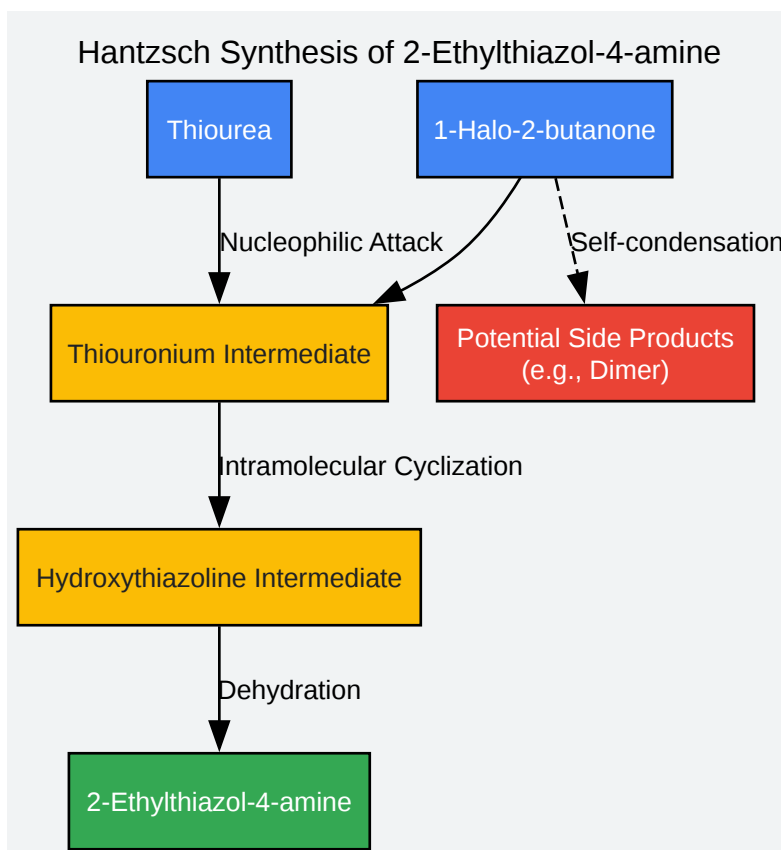 Hantzsch Synthesis of 2-Ethylthiazol-4-amine
Thiourea
1-Halo-2-butanone
Nucleophilic Attack
Self-condensation
Thiouronium Intermediate
Potential Side Products
(e.g., Dimer)
Intramolecular Cyclization
Hydroxythiazoline Intermediate
Dehydration
2-Ethylthiazol-4-amine